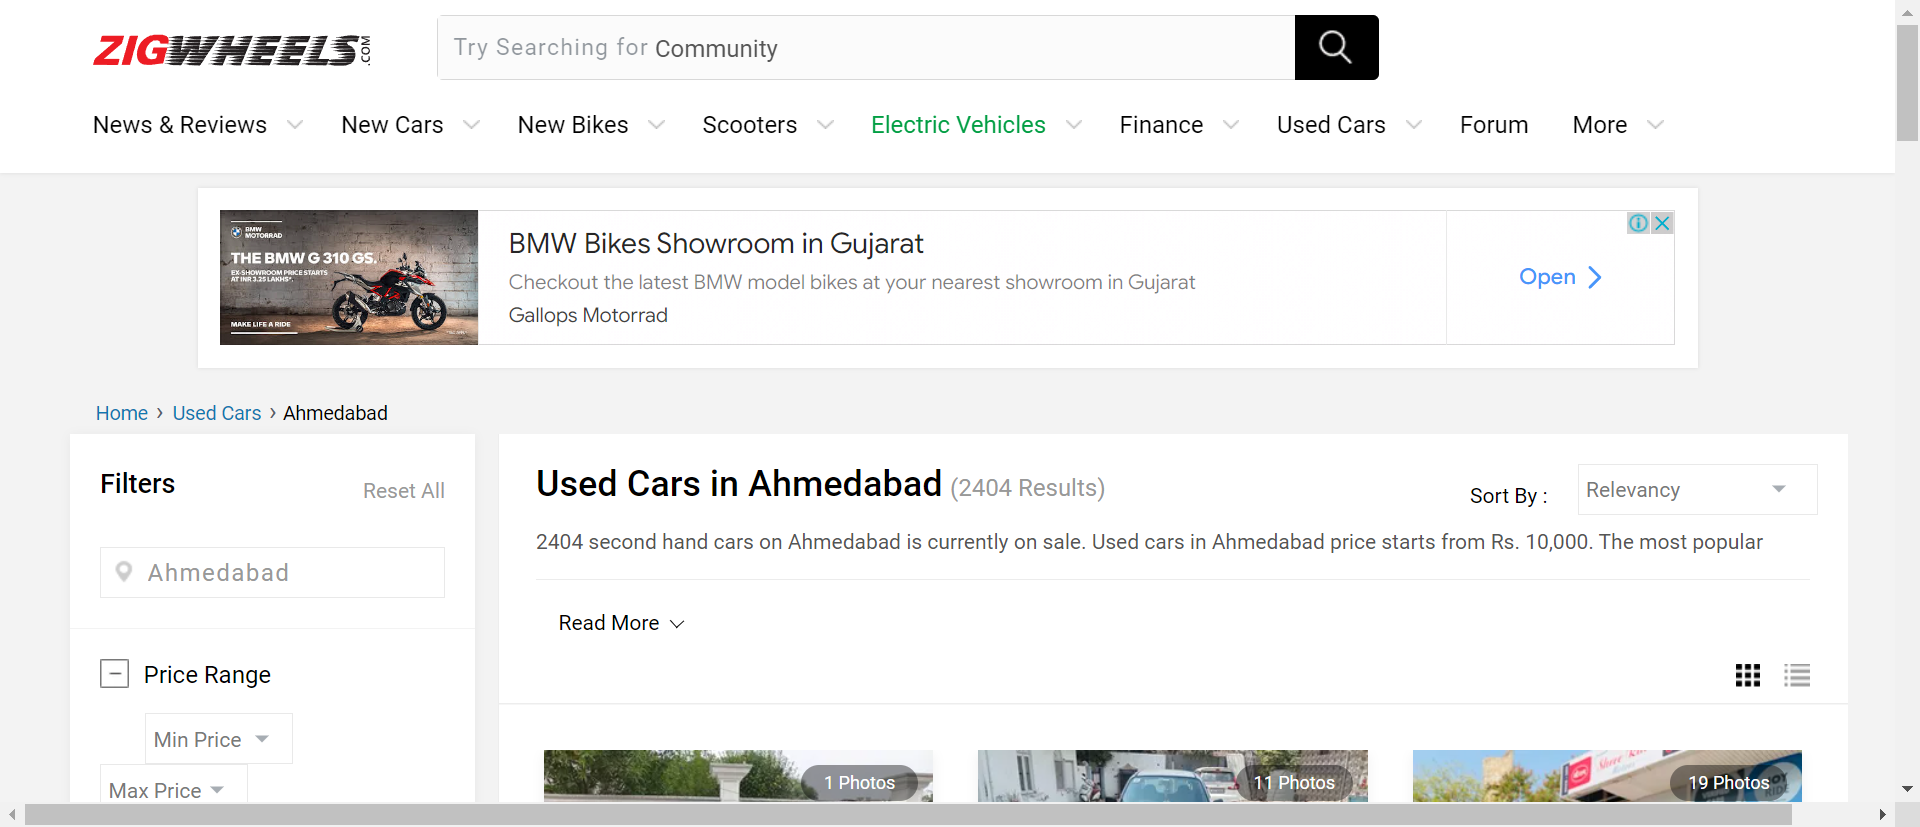 ZIGWHEELS.COM
Try Searching for Community
News & Reviews New Cars New Bikes Scooters Electric Vehicles Finance Used Cars Forum More
BMW MOTORRAD
THE BMW G 310 GS.
EX-SHOWROOM PRICE STARTS
AT INR 3.25 LAKHS*.
MAKE LIFE A RIDE
BMW Bikes Showroom in Gujarat
Checkout the latest BMW model bikes at your nearest showroom in Gujarat
Gallops Motorrad
Open
Home › Used Cars › Ahmedabad
Filters
Reset All
Ahmedabad
Price Range
Min Price
Max Price
Used Cars in Ahmedabad (2404 Results)
Sort By :
Relevancy
2404 second hand cars on Ahmedabad is currently on sale. Used cars in Ahmedabad price starts from Rs. 10,000. The most popular
Read More
1 Photos
11 Photos
19 Photos